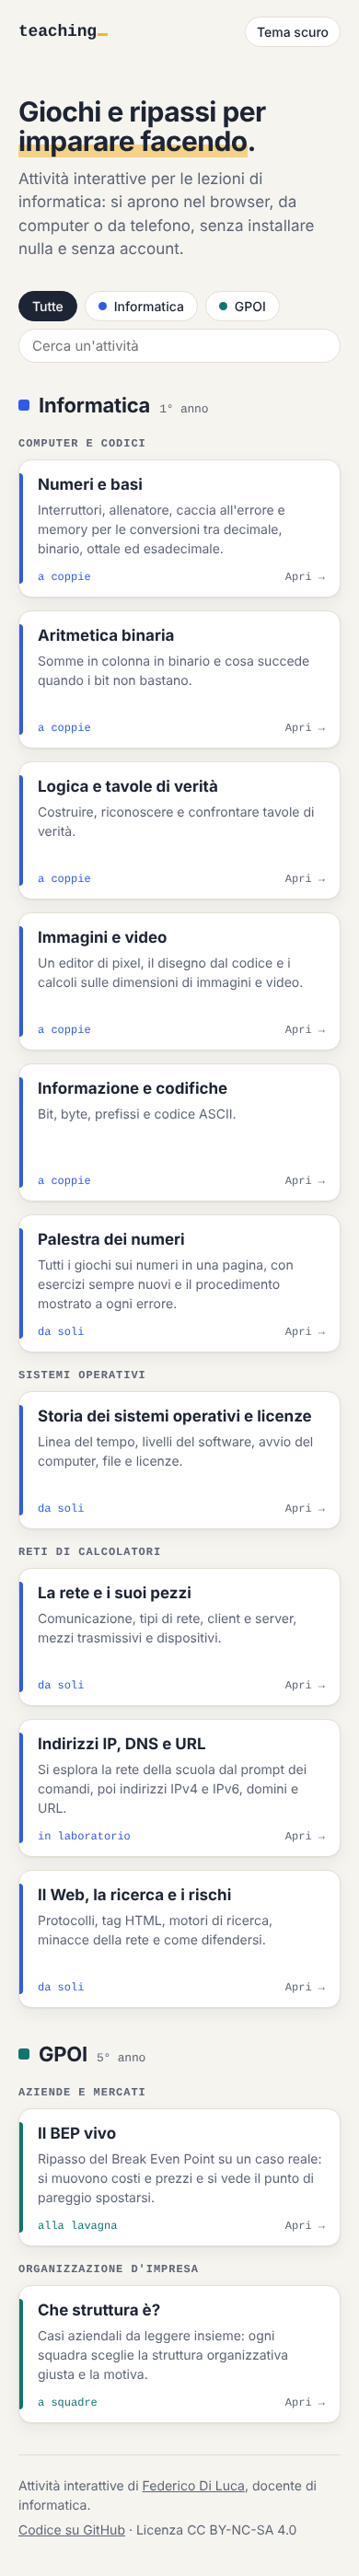 teaching_
Tema scuro
Giochi e ripassi per
imparare facendo.
Attività interattive per le lezioni di
informatica: si aprono nel browser, da
computer o da telefono, senza installare
nulla e senza account.
Tutte
Informatica
GPOI
Cerca un'attività
Informatica 1° anno
COMPUTER E CODICI
Numeri e basi
Interruttori, allenatore, caccia all'errore e
memory per le conversioni tra decimale,
binario, ottale ed esadecimale.
a coppie
Apri →
Aritmetica binaria
Somme in colonna in binario e cosa succede
quando i bit non bastano.
a coppie
Apri →
Logica e tavole di verità
Costruire, riconoscere e confrontare tavole di
verità.
a coppie
Apri →
Immagini e video
Un editor di pixel, il disegno dal codice e i
calcoli sulle dimensioni di immagini e video.
a coppie
Apri →
Informazione e codifiche
Bit, byte, prefissi e codice ASCII.
a coppie
Apri →
Palestra dei numeri
Tutti i giochi sui numeri in una pagina, con
esercizi sempre nuovi e il procedimento
mostrato a ogni errore.
da soli
Apri →
SISTEMI OPERATIVI
Storia dei sistemi operativi e licenze
Linea del tempo, livelli del software, avvio del
computer, file e licenze.
da soli
Apri →
RETI DI CALCOLATORI
La rete e i suoi pezzi
Comunicazione, tipi di rete, client e server,
mezzi trasmissivi e dispositivi.
da soli
Apri →
Indirizzi IP, DNS e URL
Si esplora la rete della scuola dal prompt dei
comandi, poi indirizzi IPv4 e IPv6, domini e
URL.
in laboratorio
Apri →
Il Web, la ricerca e i rischi
Protocolli, tag HTML, motori di ricerca,
minacce della rete e come difendersi.
da soli
Apri →
GPOI 5° anno
AZIENDE E MERCATI
Il BEP vivo
Ripasso del Break Even Point su un caso reale:
si muovono costi e prezzi e si vede il punto di
pareggio spostarsi.
alla lavagna
Apri →
ORGANIZZAZIONE D'IMPRESA
Che struttura è?
Casi aziendali da leggere insieme: ogni
squadra sceglie la struttura organizzativa
giusta e la motiva.
a squadre
Apri →
Attività interattive di Federico Di Luca, docente di
informatica.
Codice su GitHub · Licenza CC BY-NC-SA 4.0